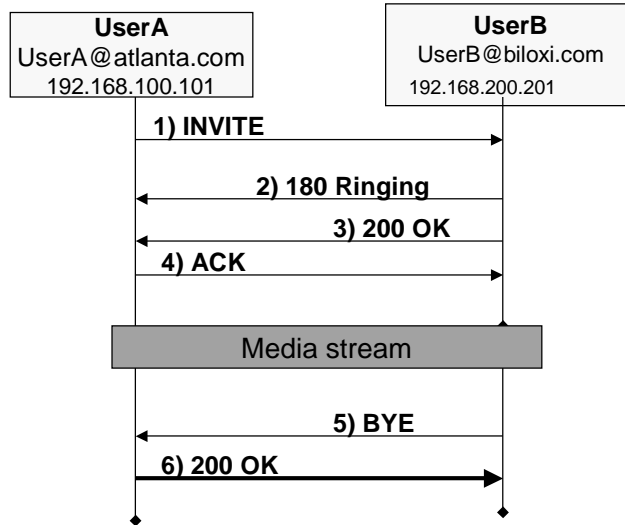 UserA
UserA@atlanta.com
192.168.100.101
UserB
UserB@biloxi.com
192.168.200.201
1) INVITE
2) 180 Ringing
3) 200 OK
4) ACK
Media stream
5) BYE
6) 200 OK